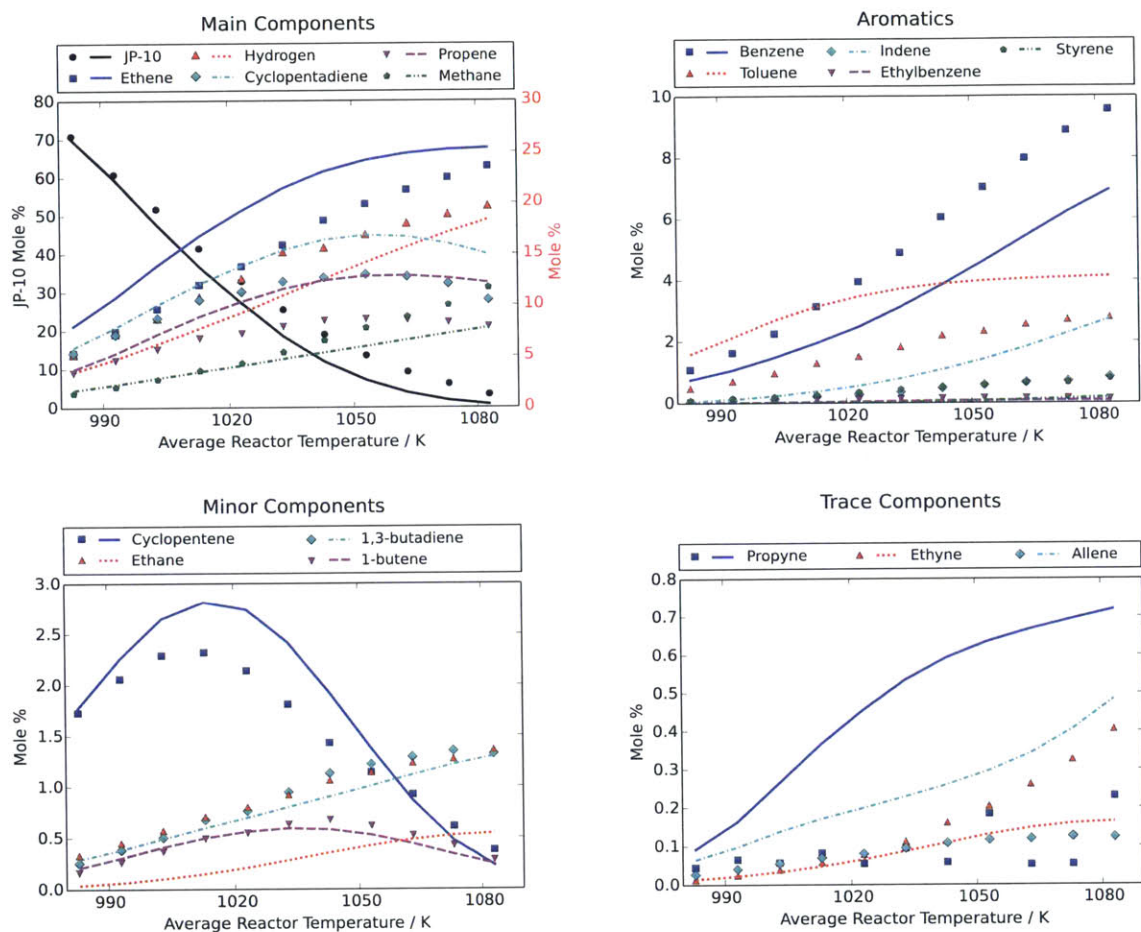 Main Components
JP-10 Hydrogen Propene
Ethene Cyclopentadiene Methane
80
70
60
50
40
30
20
10
0
JP-10 Mole %
30
25
20
15
10
5
0
Mole %
990 1020 1050 1080
Average Reactor Temperature / K
Aromatics
Benzene Indene Styrene
Toluene Ethylbenzene
10
8
6
4
2
0
Mole %
990 1020 1050 1080
Average Reactor Temperature / K
Minor Components
Cyclopentene 1,3-butadiene
Ethane 1-butene
3.0
2.5
2.0
1.5
1.0
0.5
0.0
Mole %
990 1020 1050 1080
Average Reactor Temperature / K
Trace Components
Propyne Ethyne Allene
0.8
0.7
0.6
0.5
0.4
0.3
0.2
0.1
0.0
Mole %
990 1020 1050 1080
Average Reactor Temperature / K